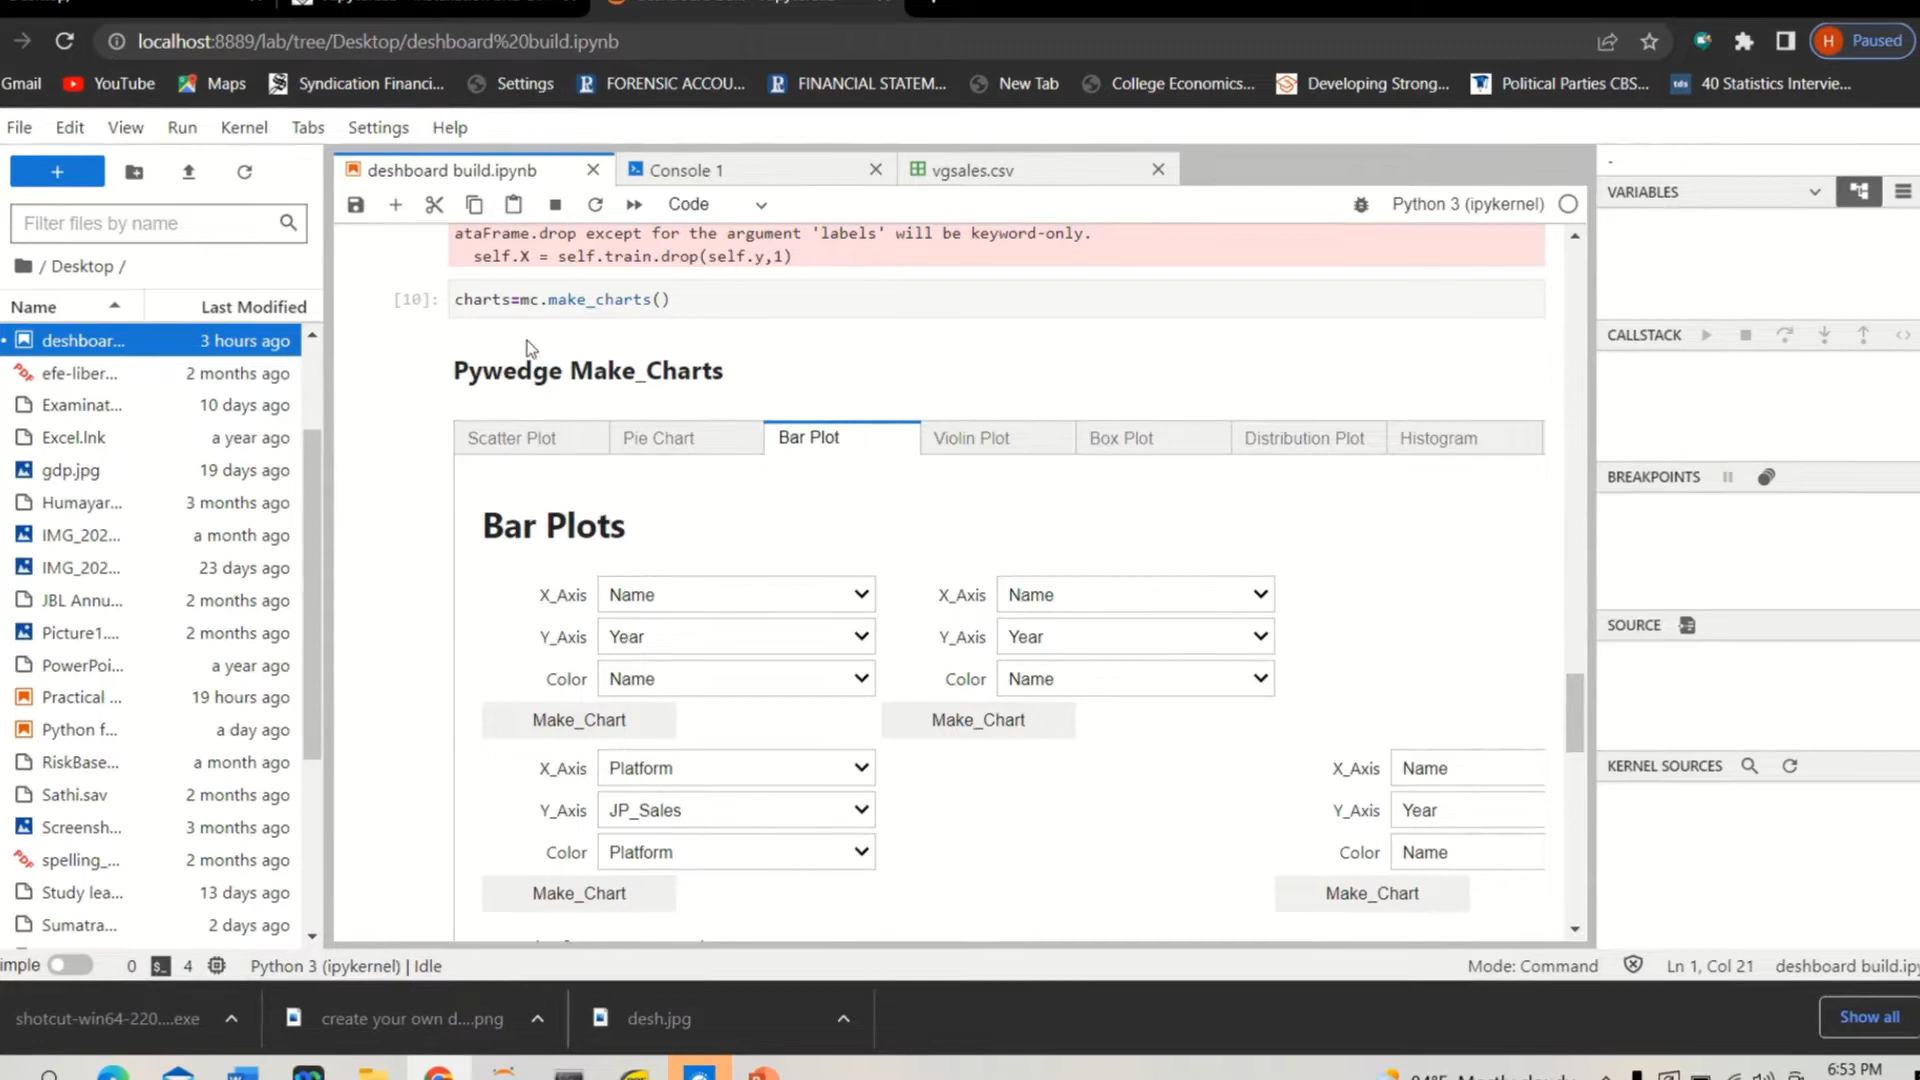 localhost:8889/lab/tree/Desktop/deshboard%20build.ipynb
H Paused
Gmail YouTube Maps Syndication Financi... Settings FORENSIC ACCOU... FINANCIAL STATEM... New Tab College Economics... Developing Strong... Political Parties CBS... tds 40 Statistics Intervie...
File Edit View Run Kernel Tabs Settings Help
deshboard build.ipynb Console 1 vgsales.csv
Code Python 3 (ipykernel)
Filter files by name
/ Desktop /
Name Last Modified
deshboar... 3 hours ago
efe-liber... 2 months ago
Examinat... 10 days ago
Excel.lnk a year ago
gdp.jpg 19 days ago
Humayar... 3 months ago
IMG_202... a month ago
IMG_202... 23 days ago
JBL Annu... 2 months ago
Picture1.... 2 months ago
PowerPoi... a year ago
Practical ... 19 hours ago
Python f... a day ago
RiskBase... a month ago
Sathi.sav 2 months ago
Screensh... 3 months ago
spelling_... 2 months ago
Study lea... 13 days ago
Sumatra... 2 days ago
ataFrame.drop except for the argument 'labels' will be keyword-only.
self.X = self.train.drop(self.y,1)
[10]: charts=mc.make_charts()
Pywedge Make_Charts
Scatter Plot Pie Chart Bar Plot Violin Plot Box Plot Distribution Plot Histogram
Bar Plots
X_Axis Name X_Axis Name
Y_Axis Year Y_Axis Year
Color Name Color Name
Make_Chart Make_Chart
X_Axis Platform X_Axis Name
Y_Axis JP_Sales Y_Axis Year
Color Platform Color Name
Make_Chart Make_Chart
VARIABLES
CALLSTACK
BREAKPOINTS
SOURCE
KERNEL SOURCES
imple 0 4 Python 3 (ipykernel) | Idle Mode: Command Ln 1, Col 21 deshboard build.ipy
shotcut-win64-220....exe create your own d....png desh.jpg Show all
6:53 PM